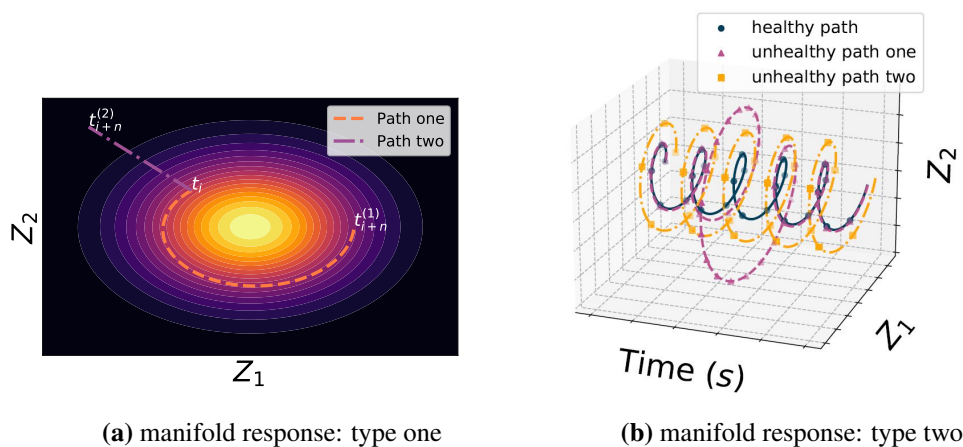 healthy path
unhealthy path one
unhealthy path two
Path one
Path two
t_{i+n}^{(2)}
t_i
t_{i+n}^{(1)}
Z_2
Z_1
Z_2
Z_1
Time (s)
(a) manifold response: type one
(b) manifold response: type two